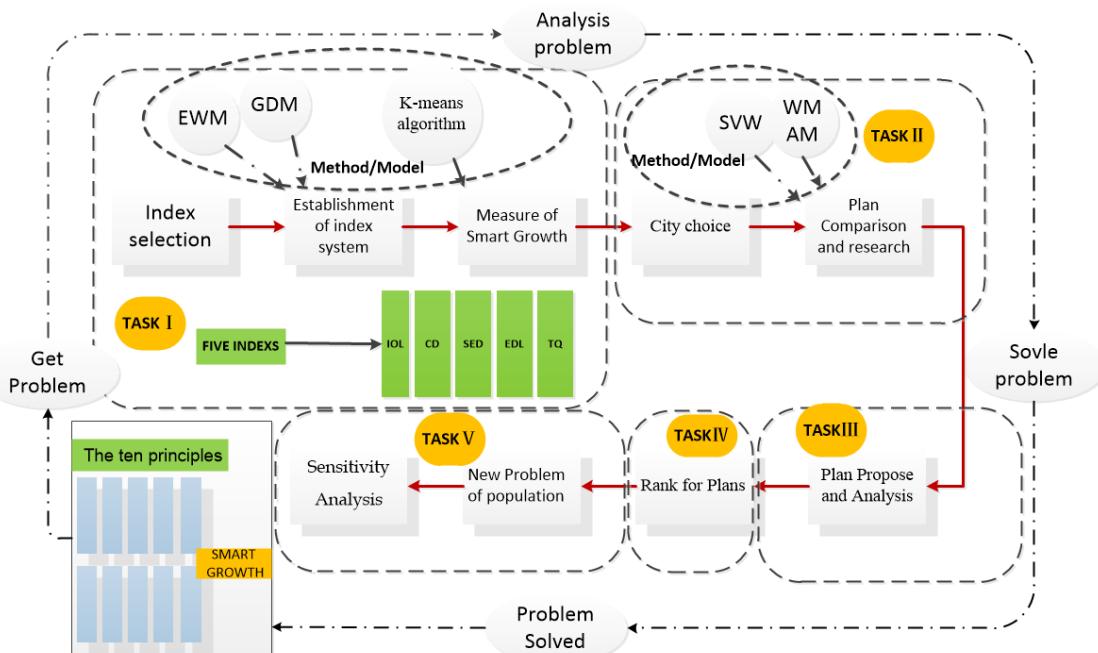 Analysis
problem
EWM
GDM
K-means
algorithm
Method/Model
SVW
WM
AM
Method/Model
TASK II
Index
selection
Establishment
of index
system
Measure of
Smart Growth
City choice
Plan
Comparison
and research
TASK I
FIVE INDEXS
IOL
CD
SED
EDL
TQ
Get
Problem
Sovle
problem
The ten principles
SMART
GROWTH
Sensitivity
Analysis
TASK V
New Problem
of population
TASKIV
Rank for Plans
TASKIII
Plan Propose
and Analysis
Problem
Solved